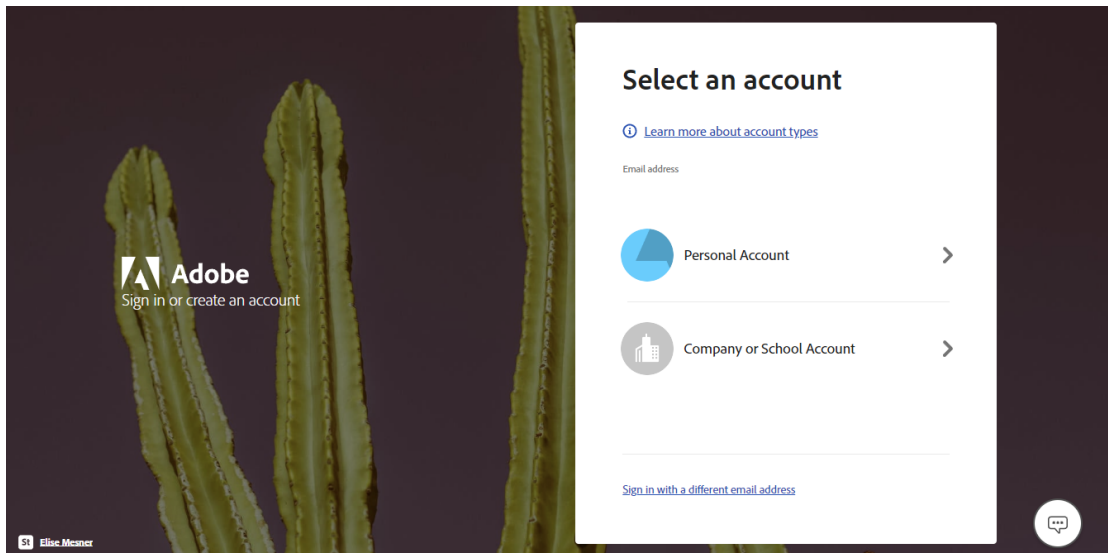 Adobe
Sign in or create an account
St Elise Mesner
Select an account
Learn more about account types
Email address
Personal Account
Company or School Account
Sign in with a different email address